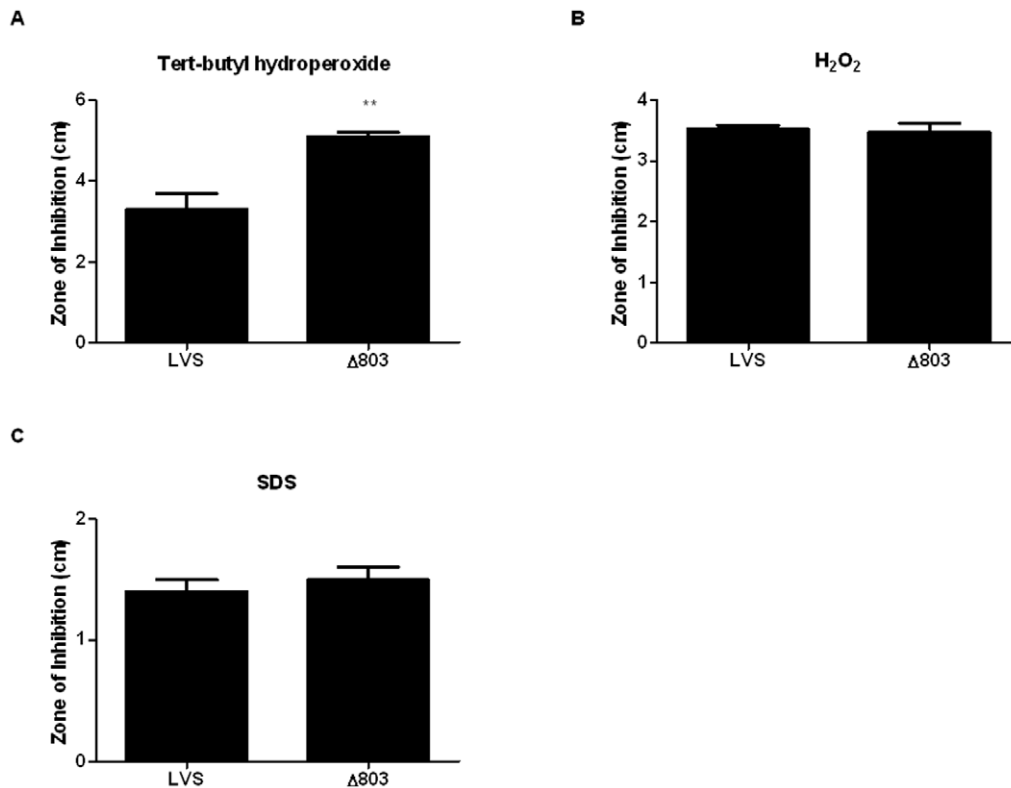 A
Tert-butyl hydroperoxide
**
Zone of Inhibition (cm)
6
4
2
0
LVS
Δ803
B
H₂O₂
Zone of Inhibition (cm)
4
3
2
1
0
LVS
Δ803
C
SDS
Zone of Inhibition (cm)
2
1
0
LVS
Δ803